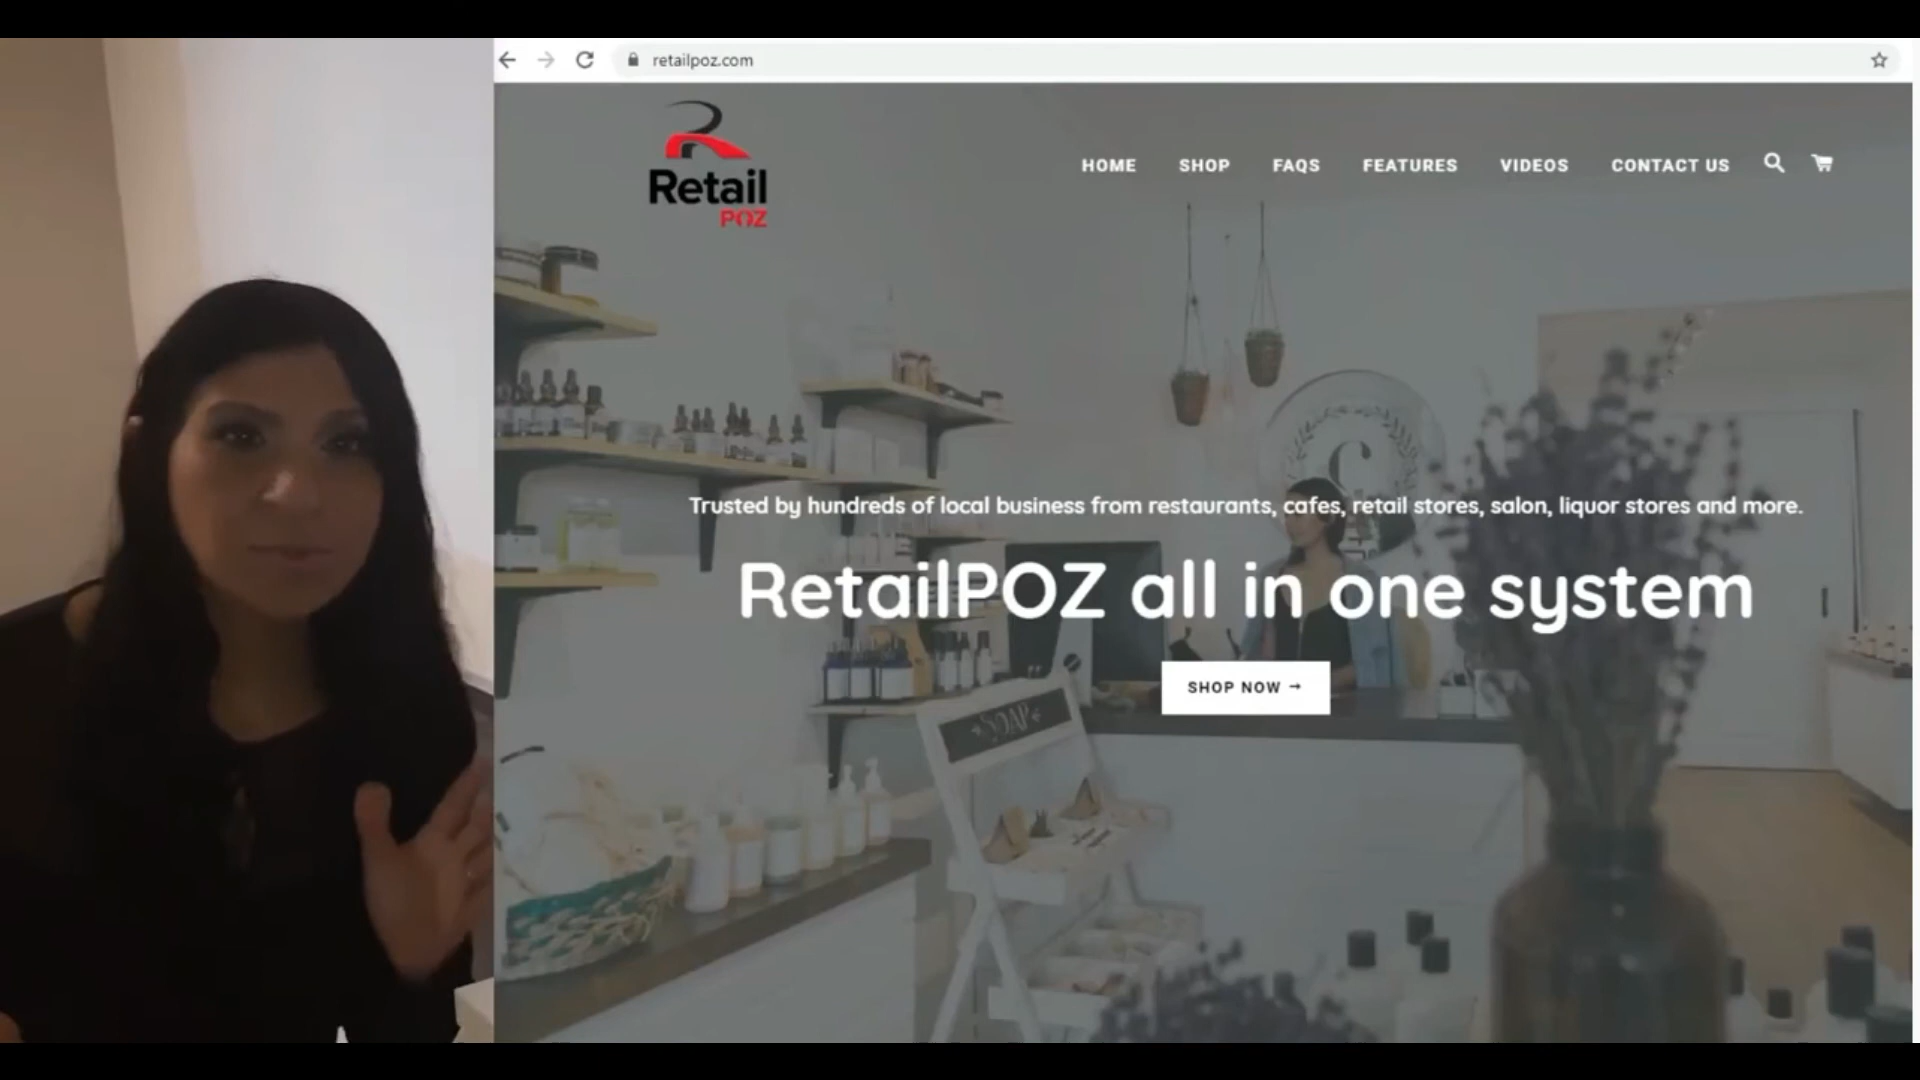 retailpoz.com
Retail
POZ
HOME SHOP FAQS FEATURES VIDEOS CONTACT US
Trusted by hundreds of local business from restaurants, cafes, retail stores, salon, liquor stores and more.
RetailPOZ all in one system
SOAP
SHOP NOW →